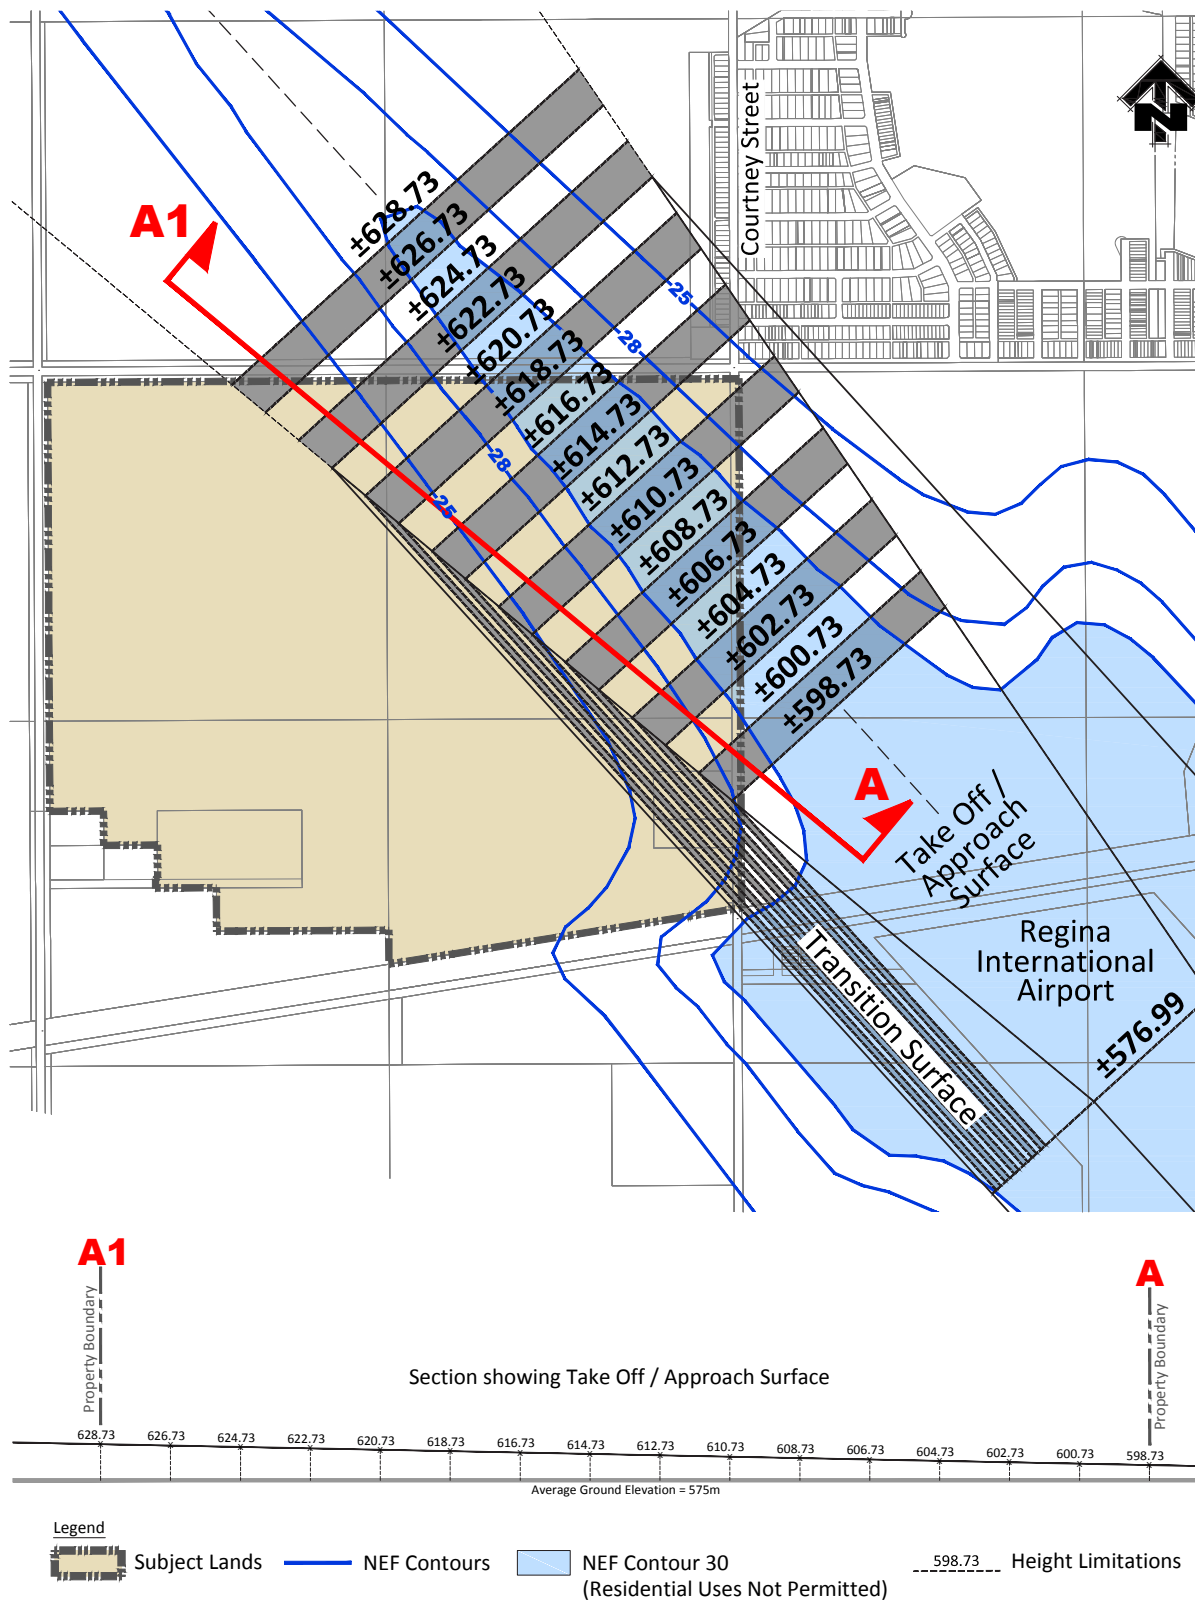 Courtney Street
N
A1
±628.73
±626.73
±624.73
±622.73
±620.73
±618.73
±616.73
±614.73
±612.73
±610.73
±608.73
±606.73
±604.73
±602.73
±600.73
±598.73
25
28
28
25
A
Take Off /
Approach
Surface
Regina
International
Airport
±576.99
Transition Surface
A1
A
Property Boundary
Property Boundary
Section showing Take Off / Approach Surface
628.73 626.73 624.73 622.73 620.73 618.73 616.73 614.73 612.73 610.73 608.73 606.73 604.73 602.73 600.73 598.73
Average Ground Elevation = 575m
Legend
Subject Lands
NEF Contours
NEF Contour 30
(Residential Uses Not Permitted)
598.73
Height Limitations